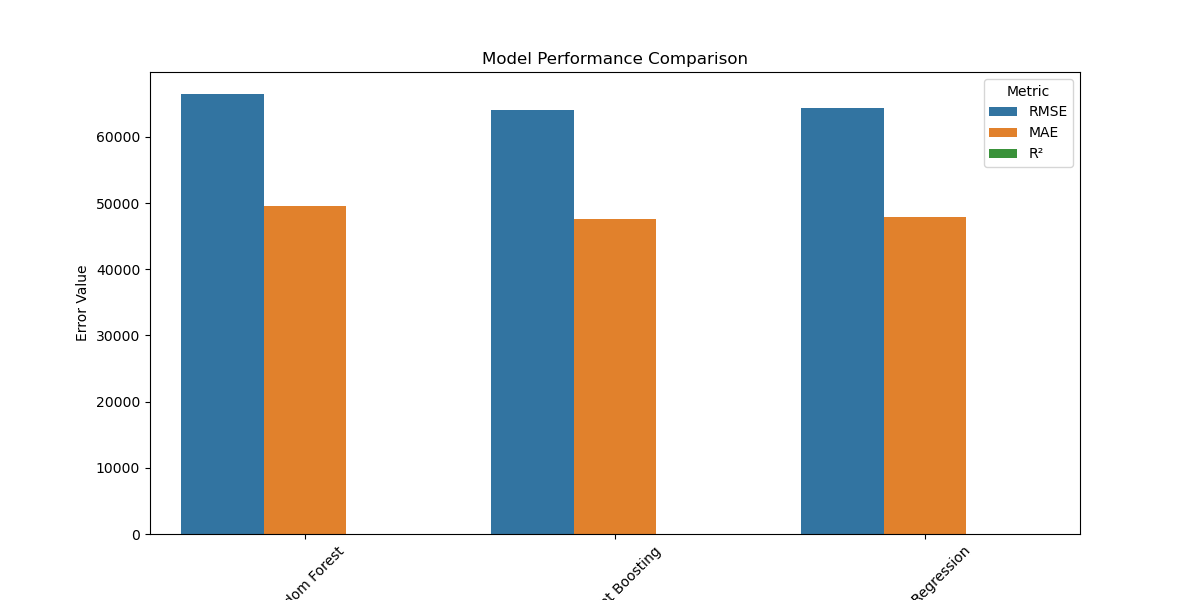 Model Performance Comparison
Metric
RMSE
MAE
R²
Error Value
60000
50000
40000
30000
20000
10000
0
Forest
Boosting
Regression